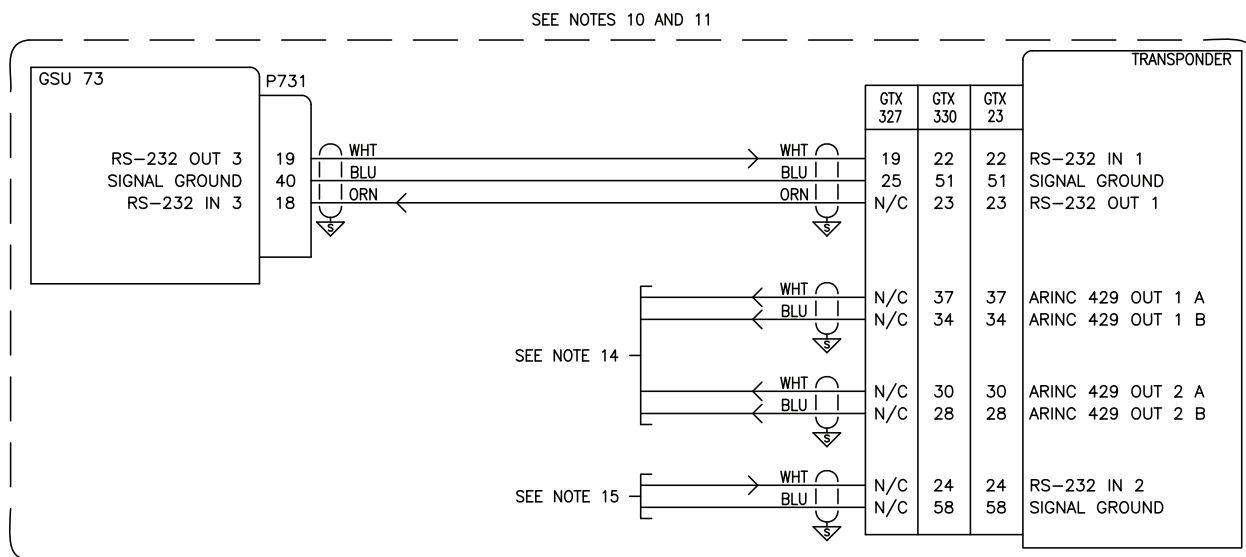 SEE NOTES 10 AND 11
TRANSPONDER
GSU 73
P731
GTX 327
GTX 330
GTX 23
RS-232 OUT 3 19 WHT WHT 19 22 22 RS-232 IN 1
SIGNAL GROUND 40 BLU BLU 25 51 51 SIGNAL GROUND
RS-232 IN 3 18 ORN ORN N/C 23 23 RS-232 OUT 1
S S
WHT N/C 37 37 ARINC 429 OUT 1 A
BLU N/C 34 34 ARINC 429 OUT 1 B
S
SEE NOTE 14
WHT N/C 30 30 ARINC 429 OUT 2 A
BLU N/C 28 28 ARINC 429 OUT 2 B
S
WHT N/C 24 24 RS-232 IN 2
SEE NOTE 15
BLU N/C 58 58 SIGNAL GROUND
S